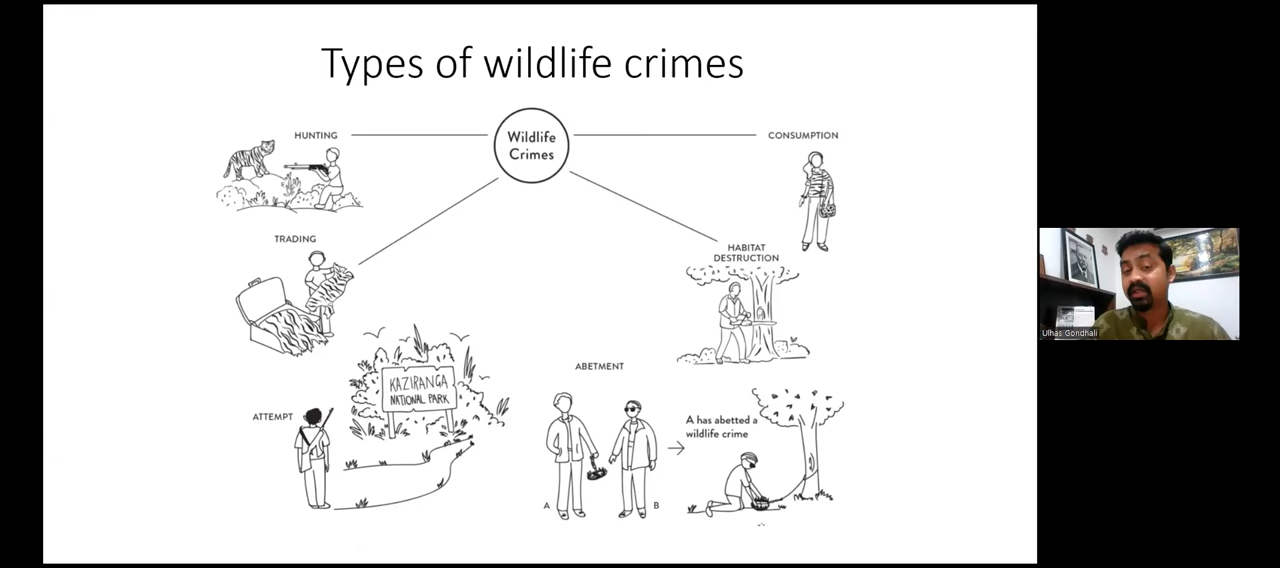 Types of wildlife crimes
HUNTING
Wildlife
Crimes
CONSUMPTION
TRADING
HABITAT
DESTRUCTION
KAZIRANGA
NATIONAL PARK
ATTEMPT
ABETMENT
A has abetted a
wildlife crime
A
B
Ulhas Gondhali